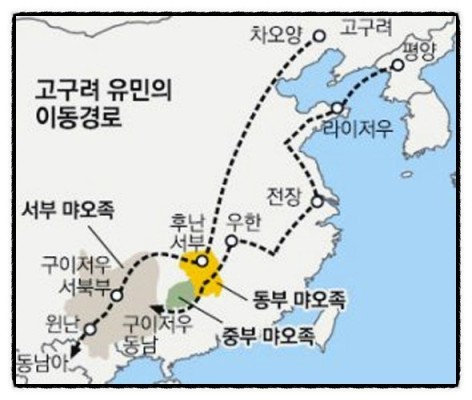 차오양
고구려
평양
고구려 유민의
이동경로
라이저우
전장
서부 먀오족
후난
서부
우한
구이저우
서북부
동부 먀오족
윈난
구이저우
동남
중부 먀오족
동남아